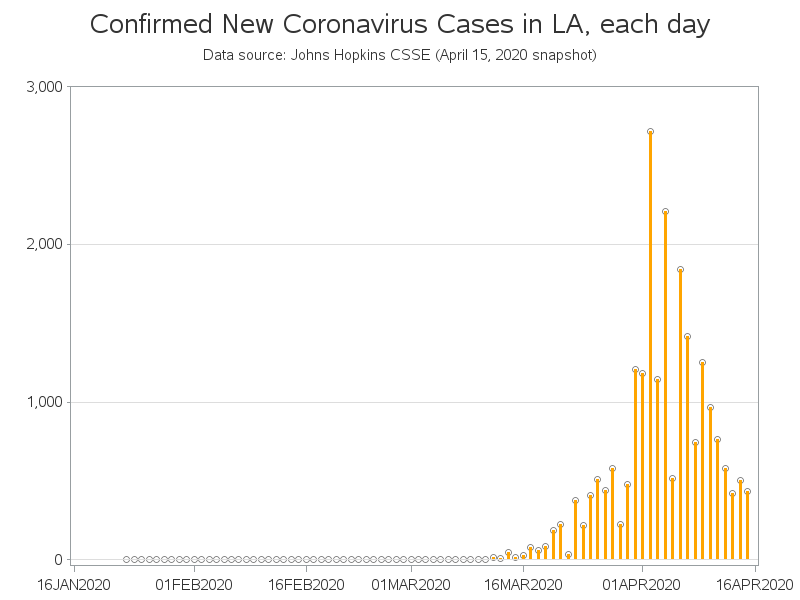 Confirmed New Coronavirus Cases in LA, each day
Data source: Johns Hopkins CSSE (April 15, 2020 snapshot)
3,000
2,000
1,000
0
16JAN2020 01FEB2020 16FEB2020 01MAR2020 16MAR2020 01APR2020 16APR2020